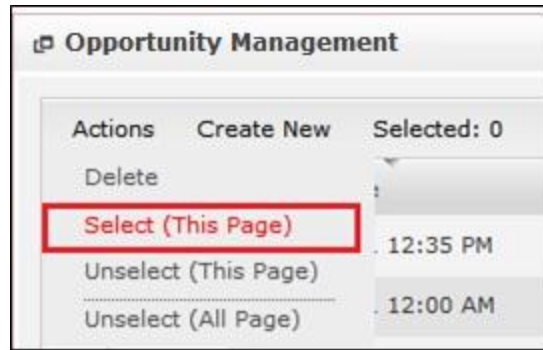 Opportunity Management
Actions Create New Selected: 0
Delete
Select (This Page)
12:35 PM
Unselect (This Page)
12:00 AM
Unselect (All Page)